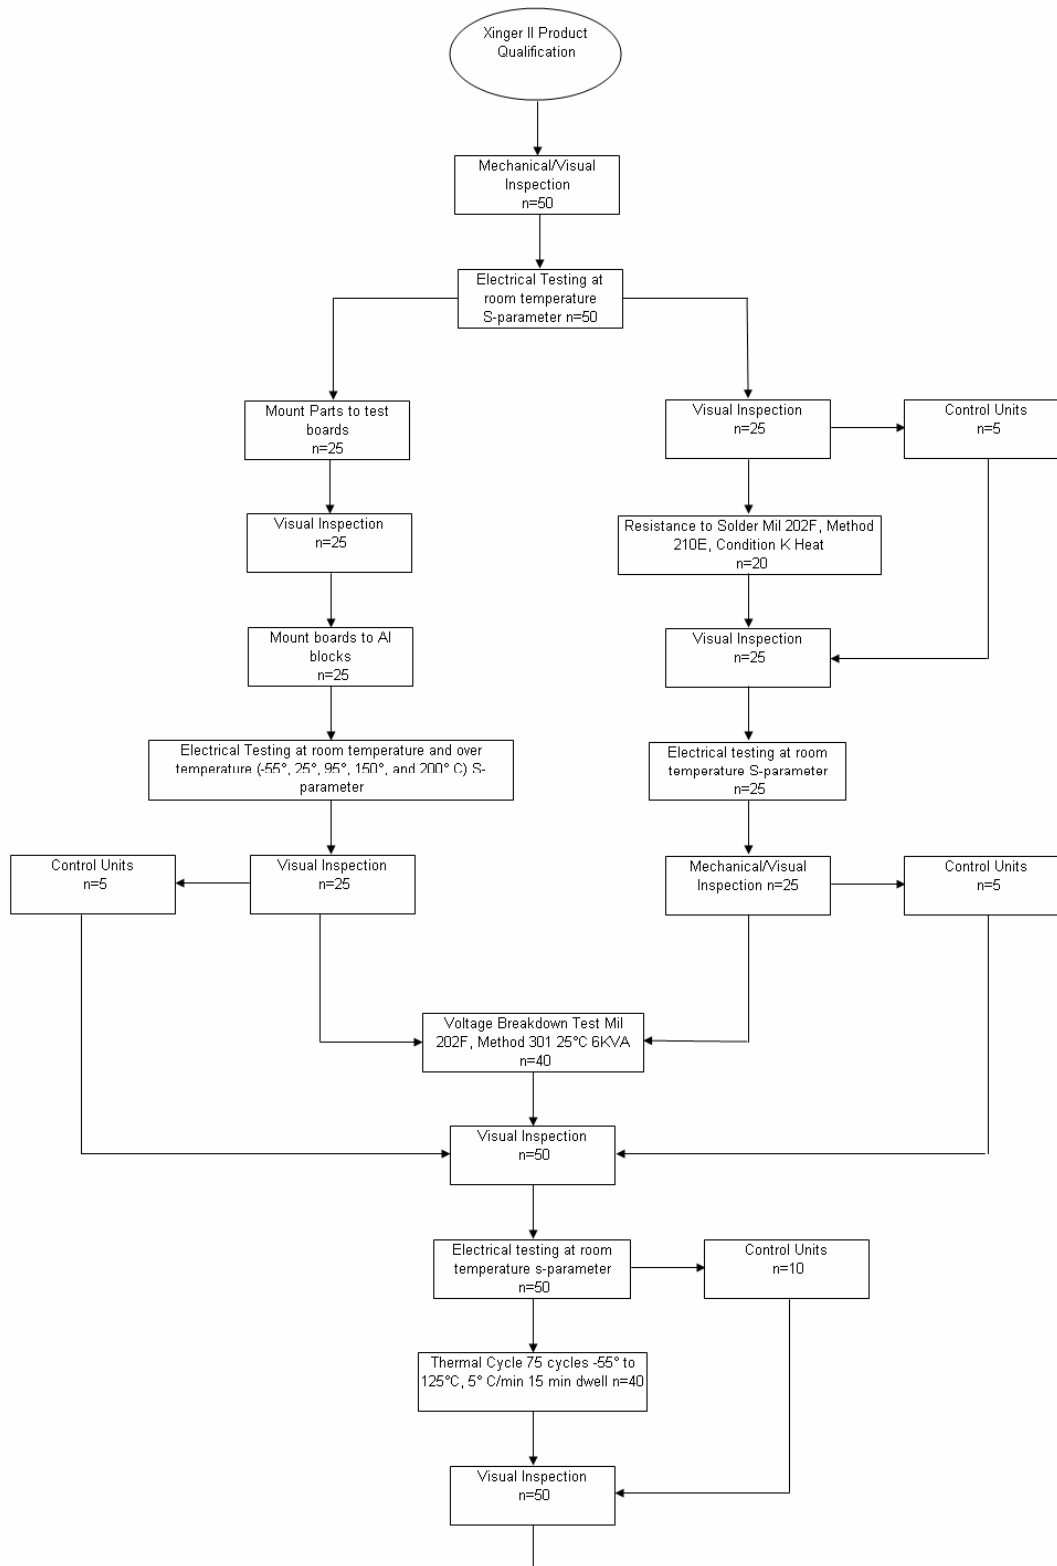 Xinger II Product
Qualification
Mechanical/Visual
Inspection
n=50
Electrical Testing at
room temperature
S-parameter n=50
Mount Parts to test
boards
n=25
Visual Inspection
n=25
Control Units
n=5
Visual Inspection
n=25
Resistance to Solder Mil 202F, Method
210E, Condition K Heat
n=20
Mount boards to Al
blocks
n=25
Visual Inspection
n=25
Electrical Testing at room temperature and over
temperature (-55°, 25°, 95°, 150°, and 200° C) S-
parameter
Electrical testing at room
temperature S-parameter
n=25
Control Units
n=5
Visual Inspection
n=25
Mechanical/Visual
Inspection n=25
Control Units
n=5
Voltage Breakdown Test Mil
202F, Method 301 25°C 6KVA
n=40
Visual Inspection
n=50
Electrical testing at room
temperature s-parameter
n=50
Control Units
n=10
Thermal Cycle 75 cycles -55° to
125°C, 5° C/min 15 min dwell n=40
Visual Inspection
n=50